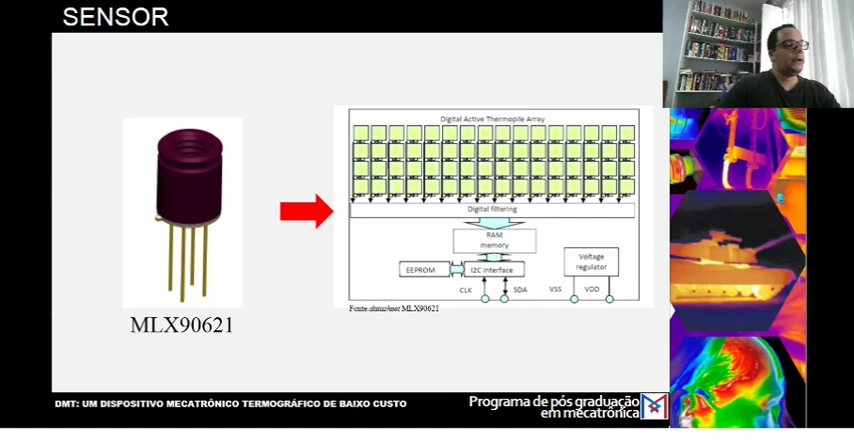 SENSOR
Digital Active Thermopile Array
Digital filtering
RAM
memory
EEPROM
I2C interface
Voltage
regulator
CLK
SDA
VSS
VDD
Fonte:datasheet MLX90621
MLX90621
DMT: UM DISPOSITIVO MECATRÔNICO TERMOGRÁFICO DE BAIXO CUSTO
Programa de pós graduação
em mecatrônica